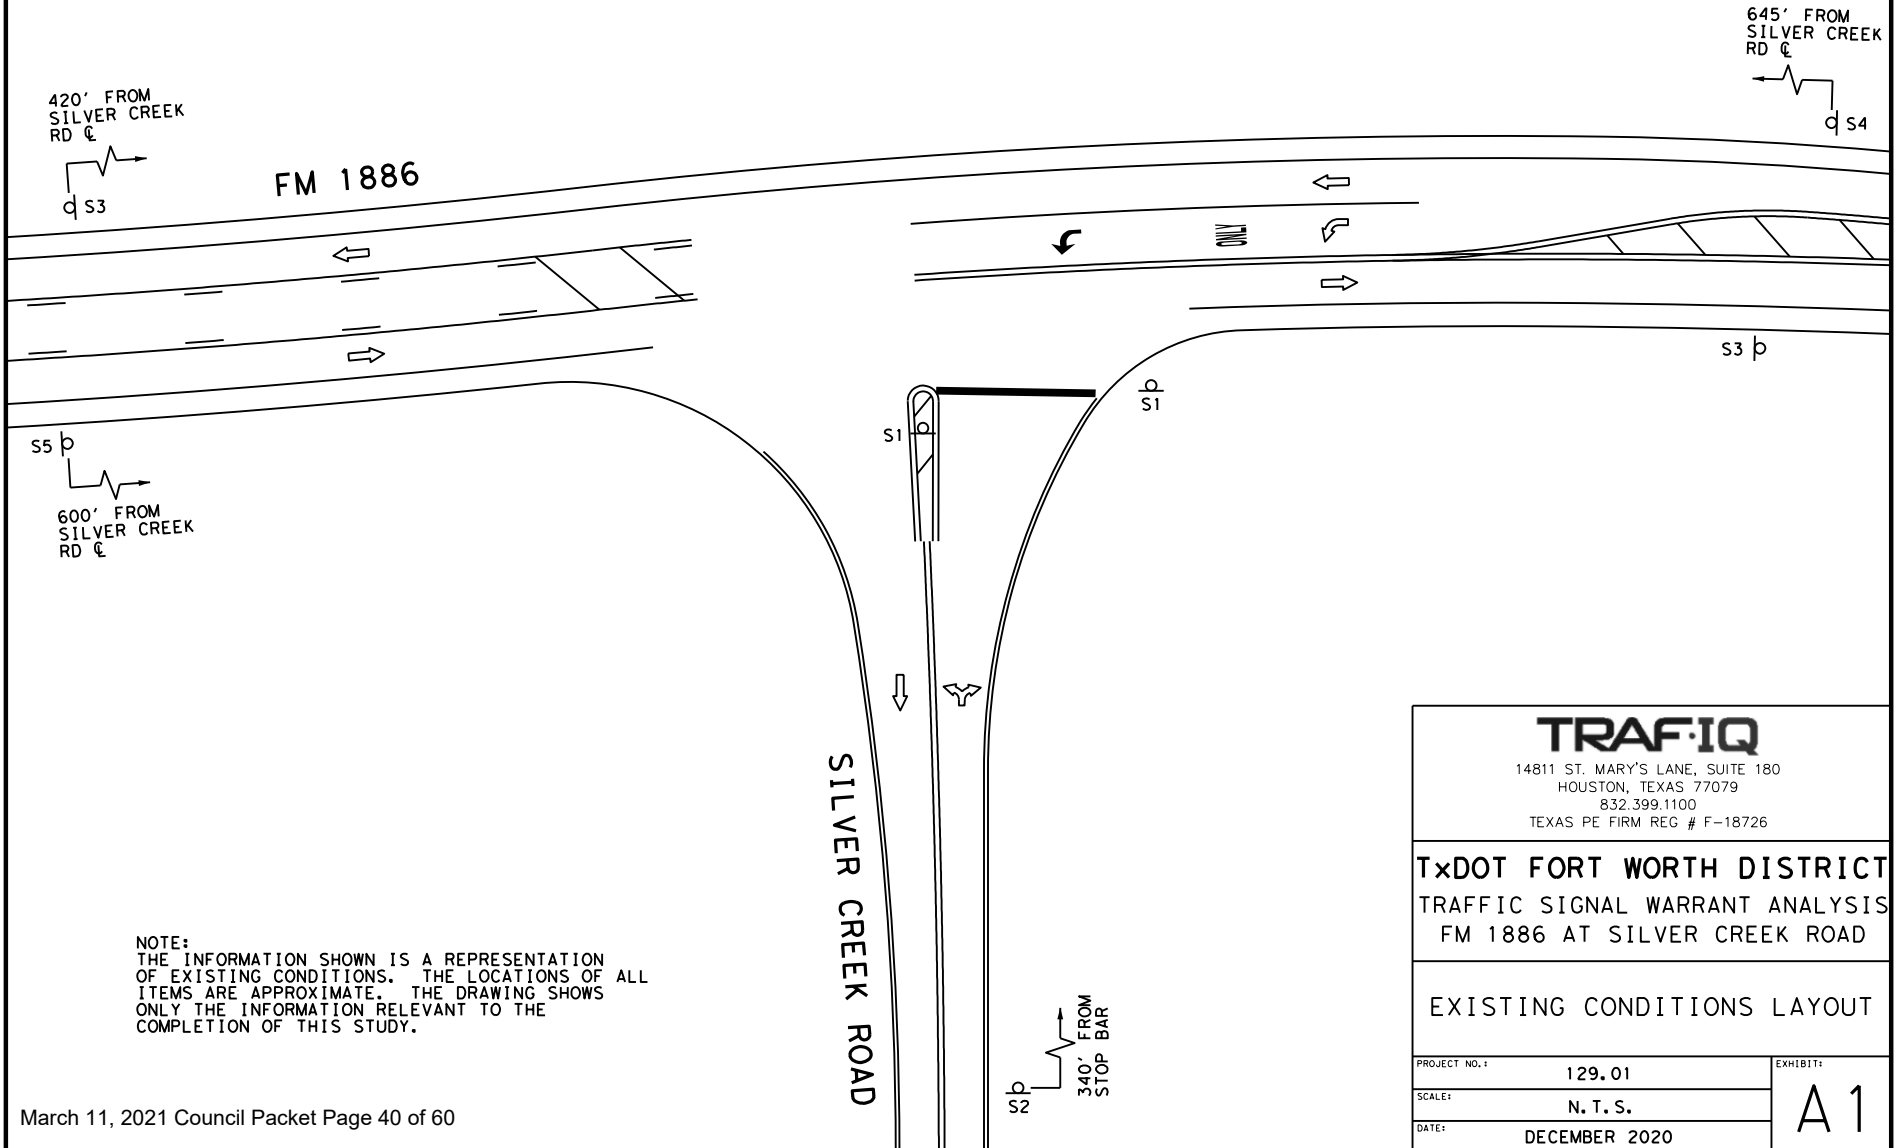 645' FROM
SILVER CREEK
RD ℄
S4
420' FROM
SILVER CREEK
RD ℄
S3
FM 1886
ONLY
S3
S1
S1
S5
600' FROM
SILVER CREEK
RD ℄
SILVER CREEK ROAD
340' FROM
STOP BAR
S2
NOTE:
THE INFORMATION SHOWN IS A REPRESENTATION
OF EXISTING CONDITIONS. THE LOCATIONS OF ALL
ITEMS ARE APPROXIMATE. THE DRAWING SHOWS
ONLY THE INFORMATION RELEVANT TO THE
COMPLETION OF THIS STUDY.
March 11, 2021 Council Packet Page 40 of 60
TRAF·IQ
14811 ST. MARY'S LANE, SUITE 180
HOUSTON, TEXAS 77079
832.399.1100
TEXAS PE FIRM REG # F-18726
TxDOT FORT WORTH DISTRICT
TRAFFIC SIGNAL WARRANT ANALYSIS
FM 1886 AT SILVER CREEK ROAD
EXISTING CONDITIONS LAYOUT
PROJECT NO.: 129.01
SCALE: N.T.S.
DATE: DECEMBER 2020
EXHIBIT:
A1